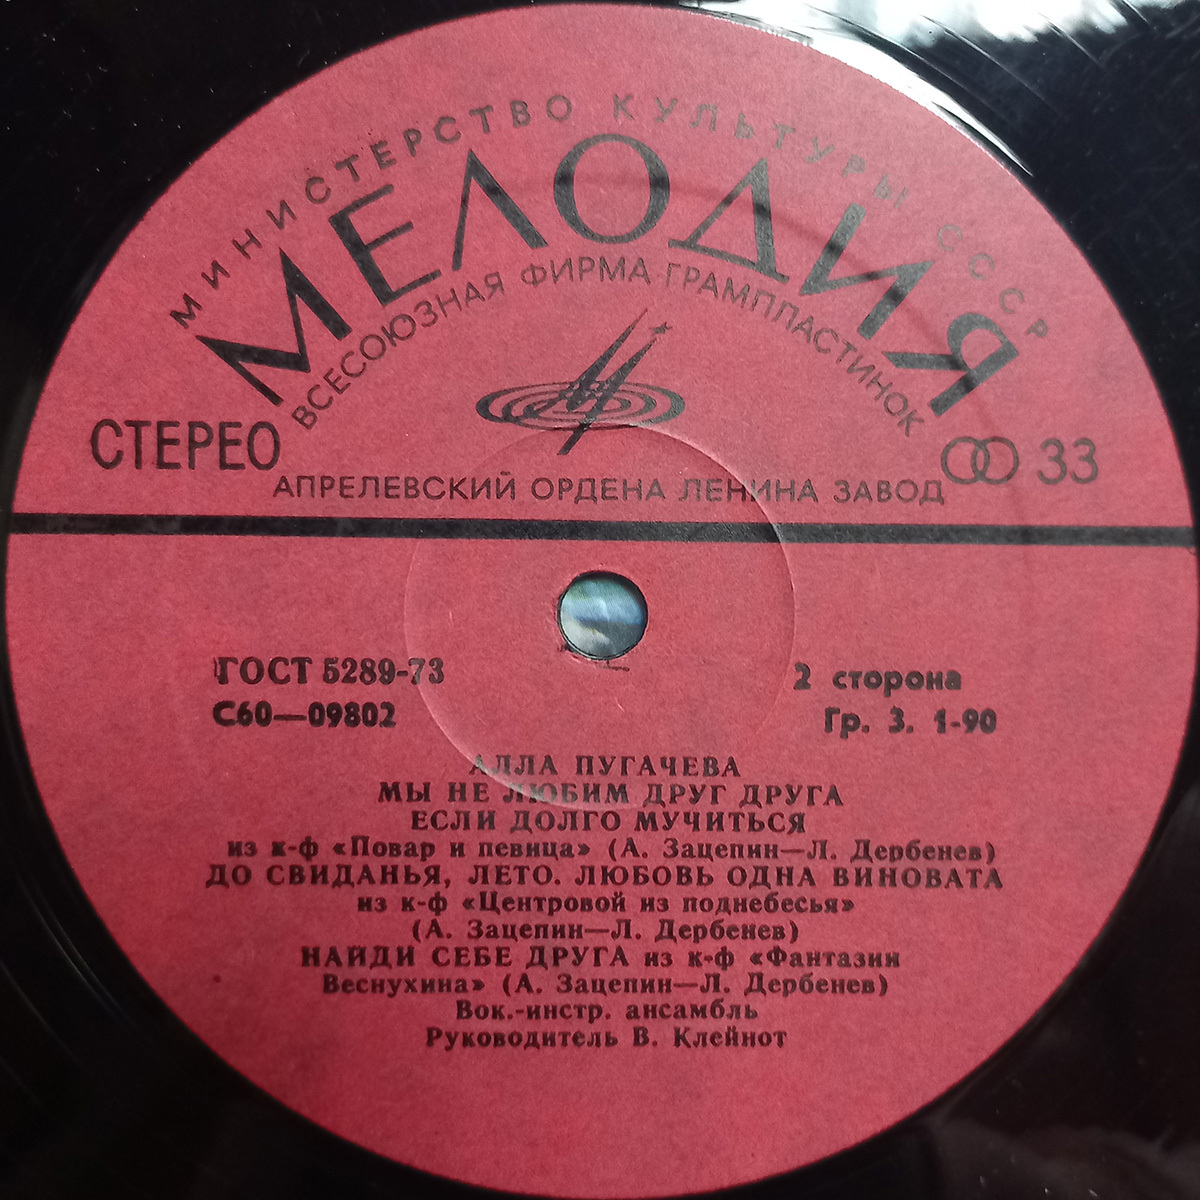 МИНИСТЕРСТВО КУЛЬТУРЫ СССР
МЕЛОДИЯ
ВСЕСОЮЗНАЯ ФИРМА ГРАМПЛАСТИНОК
СТЕРЕО
33
АПРЕЛЕВСКИЙ ОРДЕНА ЛЕНИНА ЗАВОД
ГОСТ 5289-73
2 сторона
С60—09802
Гр. 3. 1-90
АЛЛА ПУГАЧЕВА
МЫ НЕ ЛЮБИМ ДРУГ ДРУГА
ЕСЛИ ДОЛГО МУЧИТЬСЯ
из к-ф «Повар и певица» (А. Зацепин—Л. Дербенев)
ДО СВИДАНЬЯ, ЛЕТО. ЛЮБОВЬ ОДНА ВИНОВАТА
из к-ф «Центровой из поднебесья»
(А. Зацепин—Л. Дербенев)
НАЙДИ СЕБЕ ДРУГА из к-ф «Фантазии
Веснухина» (А. Зацепин—Л. Дербенев)
Вок.-инстр. ансамбль
Руководитель В. Клейнот